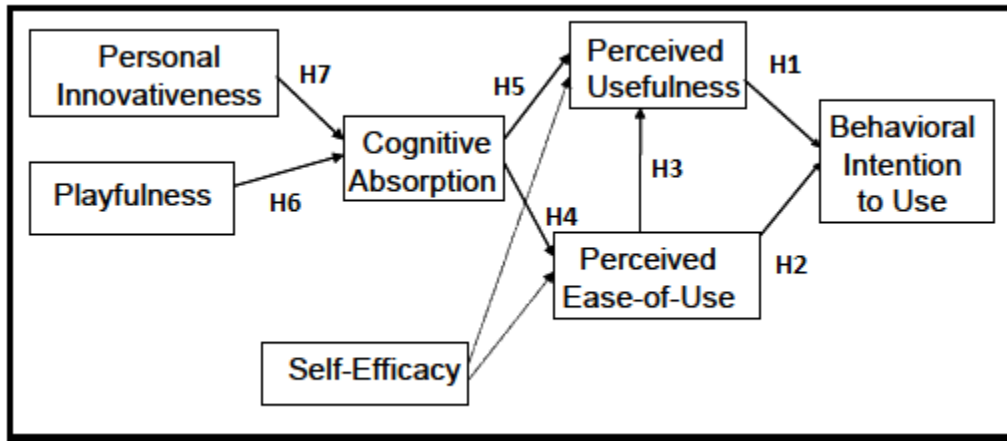 Personal
Innovativeness
H7
Playfulness
H6
Cognitive
Absorption
H5
H4
Perceived
Usefulness
H1
H3
Perceived
Ease-of-Use
H2
Behavioral
Intention
to Use
Self-Efficacy